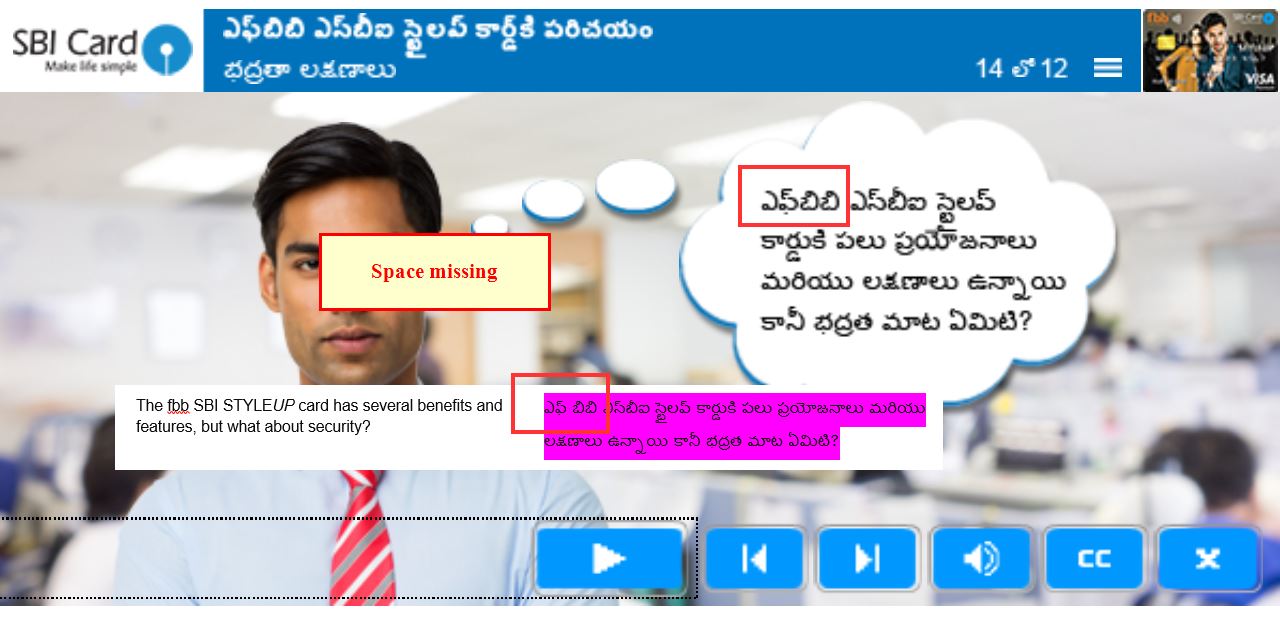 SBI Card
Make life simple
ఎఫ్‌బిబి ఎస్‌బీఐ స్టైలప్ కార్డ్‌కి పరిచయం
భద్రతా లక్షణాలు
14 లో 12
fbb
SBI Card
STYLEUP
VISA
ఎఫ్‌బిబి ఎస్‌బీఐ స్టైలప్
కార్డుకి పలు ప్రయోజనాలు
మరియు లక్షణాలు ఉన్నాయి
కానీ భద్రత మాట ఏమిటి?
Space missing
The fbb SBI STYLEUP card has several benefits and
features, but what about security?
ఎఫ్ బిబి ఎస్‌బీఐ స్టైలప్ కార్డుకి పలు ప్రయోజనాలు మరియు
లక్షణాలు ఉన్నాయి కానీ భద్రత మాట ఏమిటి?
CC